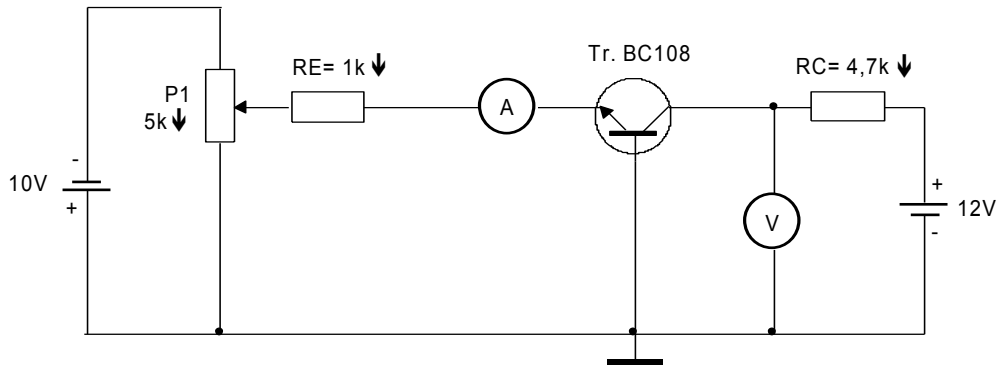 Tr. BC108
RE= 1k
RC= 4,7k
P1
5k
A
-
10V
+
V
+
12V
-